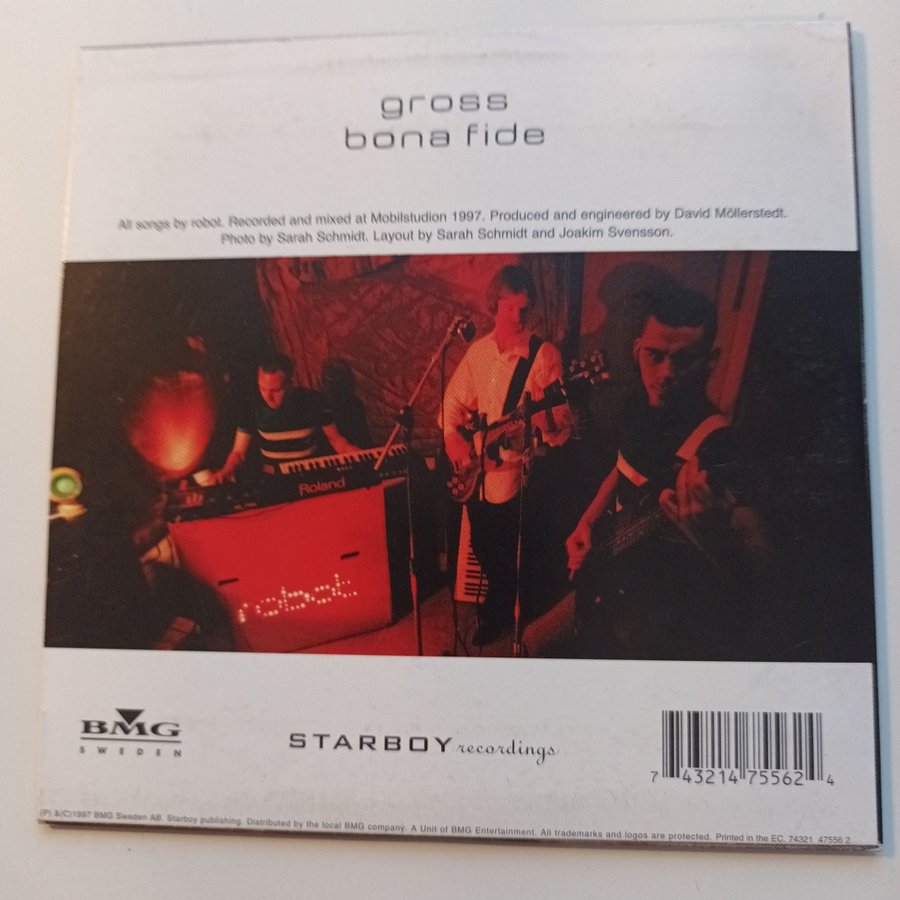 gross
bona fide
All songs by robot. Recorded and mixed at Mobilstudion 1997. Produced and engineered by David Möllerstedt.
Photo by Sarah Schmidt. Layout by Sarah Schmidt and Joakim Svensson.
Roland
robot
BMG
SWEDEN
STARBOY recordings
7 43214 75562 4
(P) &(C)1997 BMG Sweden AB. Starboy publishing. Distributed by the local BMG company. A Unit of BMG Entertainment. All trademarks and logos are protected. Printed in the EC. 74321 47556 2